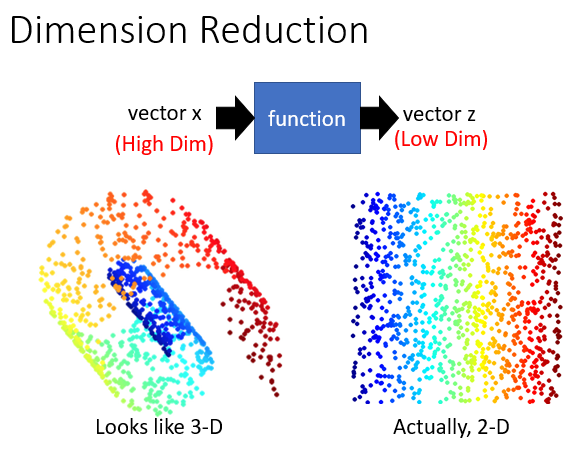 Dimension Reduction
vector x
(High Dim)
function
vector z
(Low Dim)
Looks like 3-D
Actually, 2-D